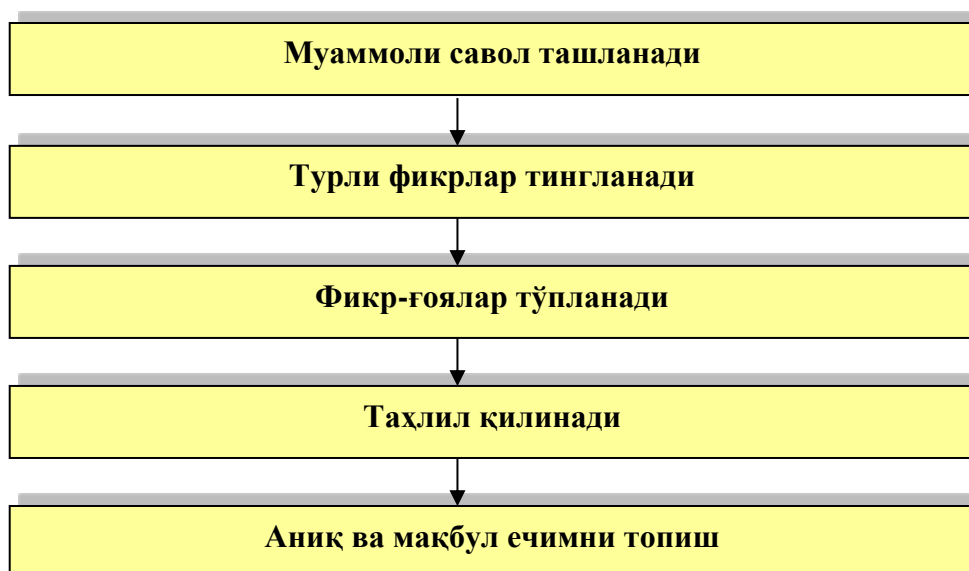 Муаммоли савол ташланади
Турли фикрлар тингланади
Фикр-ғоялар тўпланади
Таҳлил қилинади
Аниқ ва мақбул ечимни топиш